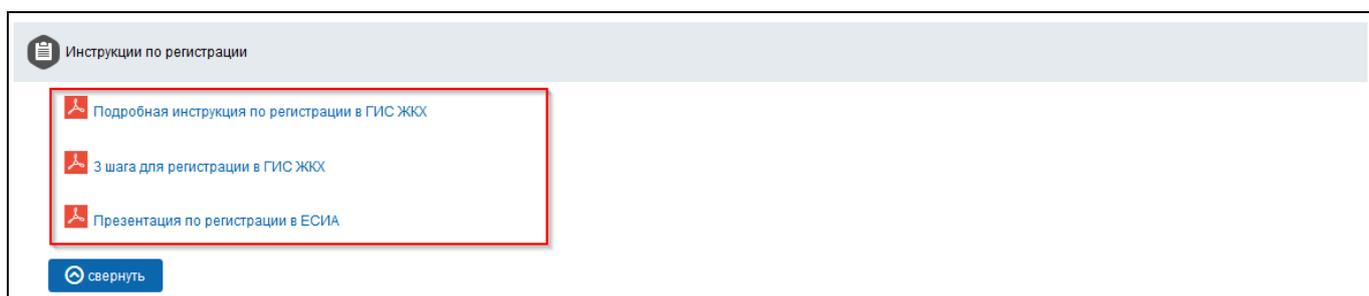 Инструкции по регистрации
Подробная инструкция по регистрации в ГИС ЖКХ
3 шага для регистрации в ГИС ЖКХ
Презентация по регистрации в ЕСИА
свернуть